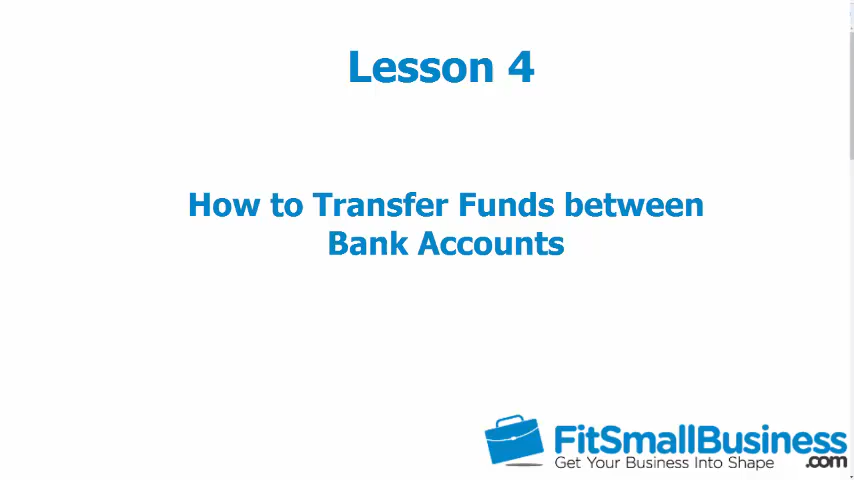 Lesson 4
How to Transfer Funds between
Bank Accounts
FitSmallBusiness
Get Your Business Into Shape .com